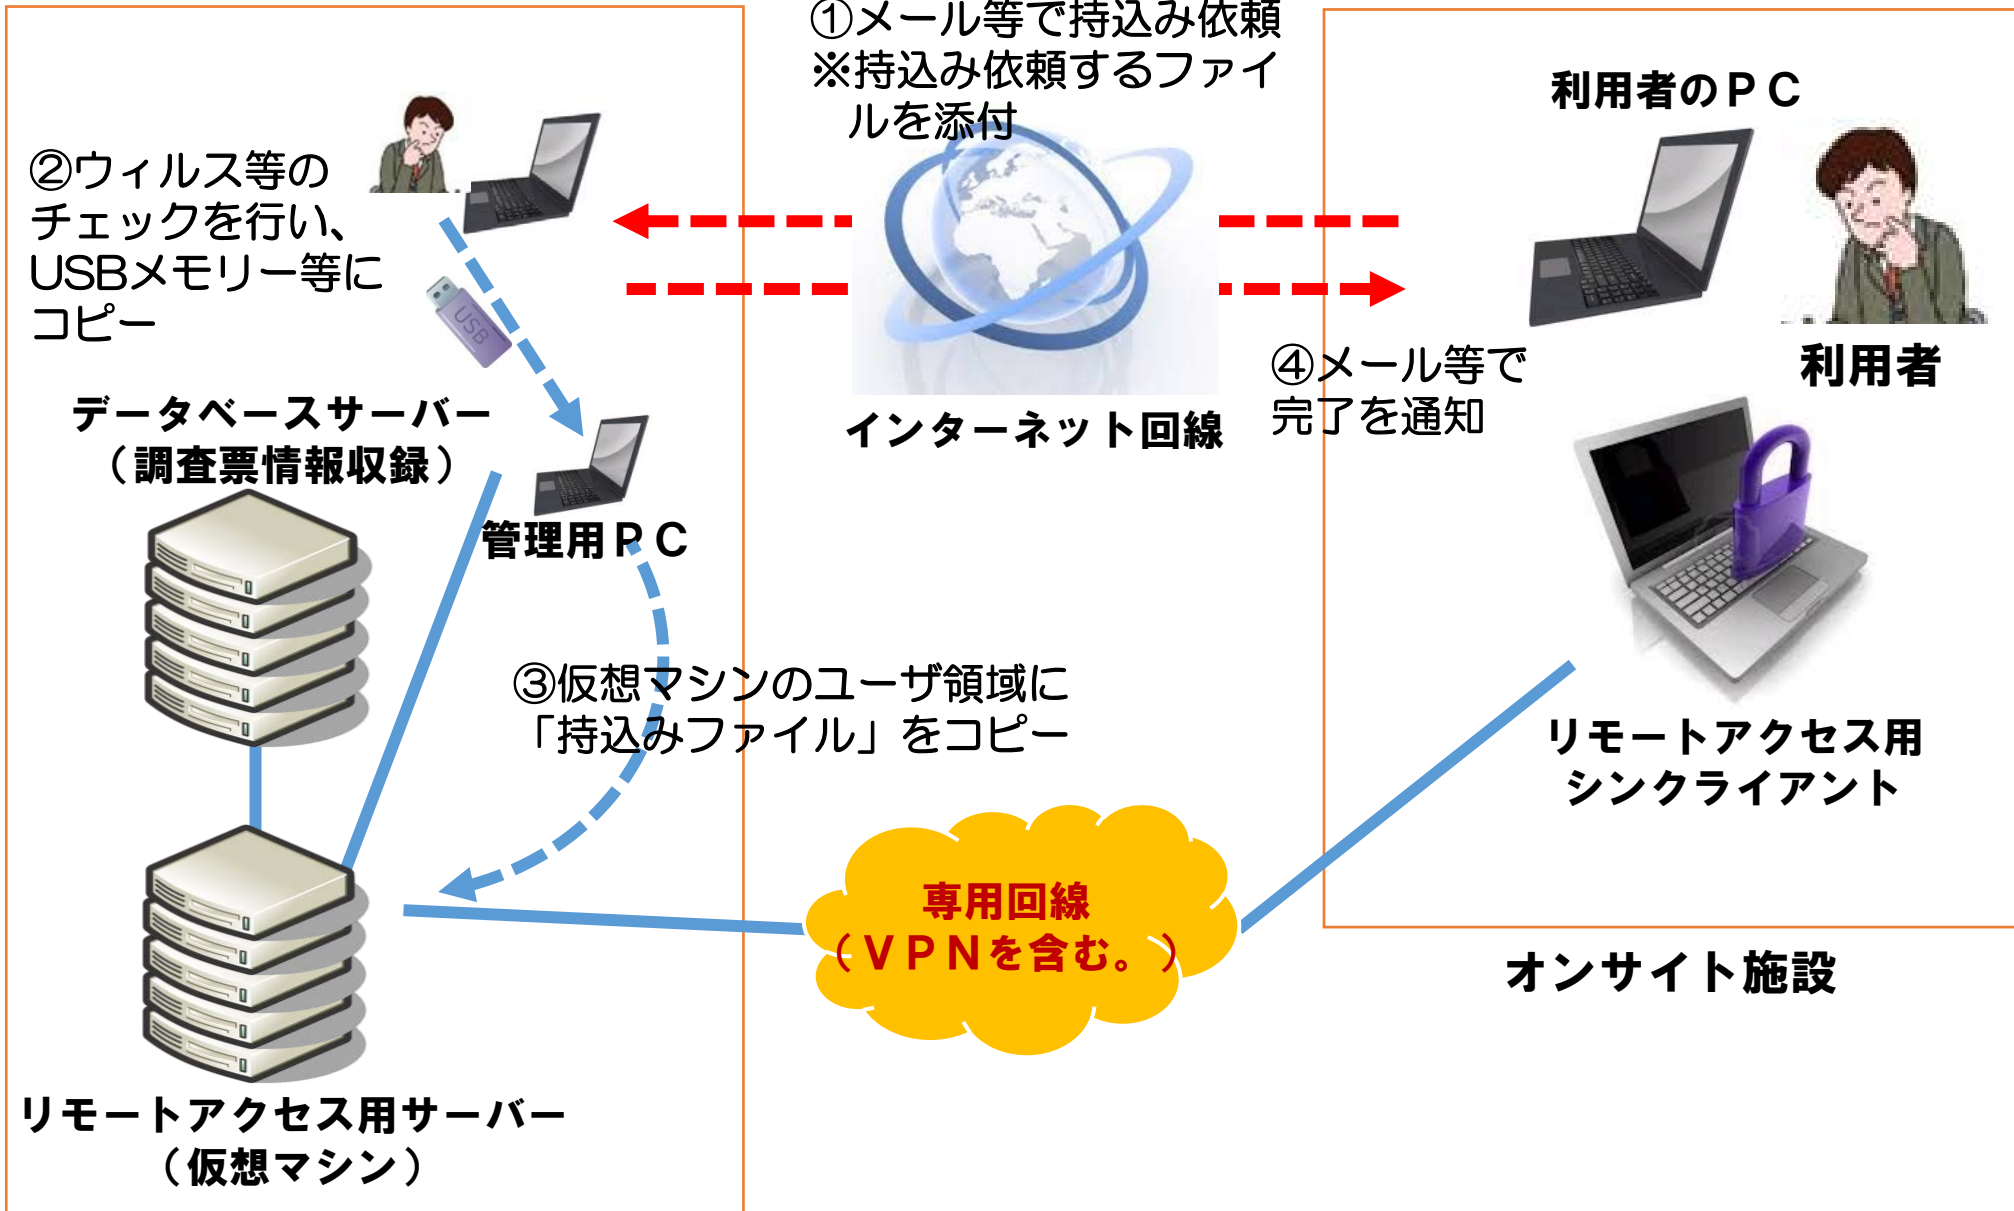 ①メール等で持込み依頼
※持込み依頼するファイ
ルを添付
利用者のＰＣ
②ウィルス等の
チェックを行い、
USBメモリー等に
コピー
USB
利用者
④メール等で
完了を通知
インターネット回線
データベースサーバー
（調査票情報収録）
管理用ＰＣ
③仮想マシンのユーザ領域に
「持込みファイル」をコピー
リモートアクセス用
シンクライアント
専用回線
（ＶＰＮを含む。）
オンサイト施設
リモートアクセス用サーバー
（仮想マシン）